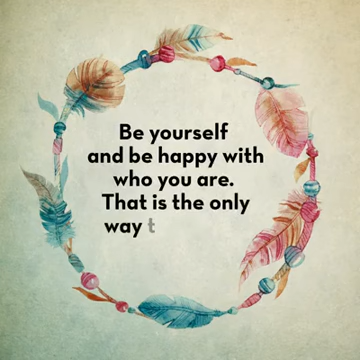 Be yourself
and be happy with
who you are.
That is the only
way t